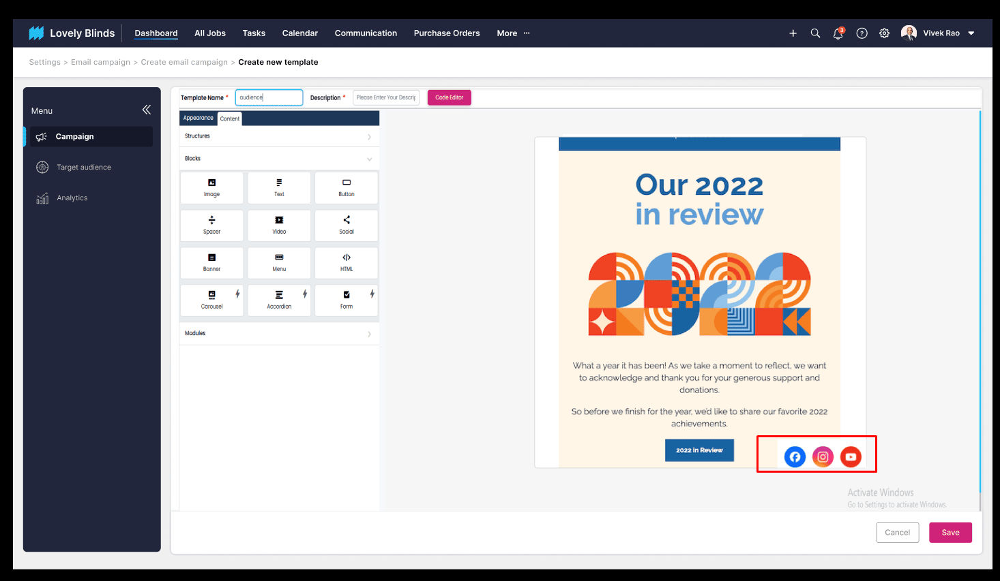 Lovely Blinds
Dashboard All Jobs Tasks Calendar Communication Purchase Orders More ···
3 ? Vivek Rao
Settings > Email campaign > Create email campaign > Create new template
Menu
Campaign
Target audience
Analytics
Template Name * audience Description * Please Enter Your Descrip Code Editor
Appearance Content
Structures
Blocks
Image Text Button
Spacer Video Social
Banner Menu HTML
Carousel Accordion Form
Modules
Our 2022
in review
What a year it has been! As we take a moment to reflect, we want
to acknowledge and thank you for your generous support and
donations.
So before we finish for the year, we'd like to share our favorite 2022
achievements.
2022 in Review
Activate Windows
Go to Settings to activate Windows.
Cancel Save